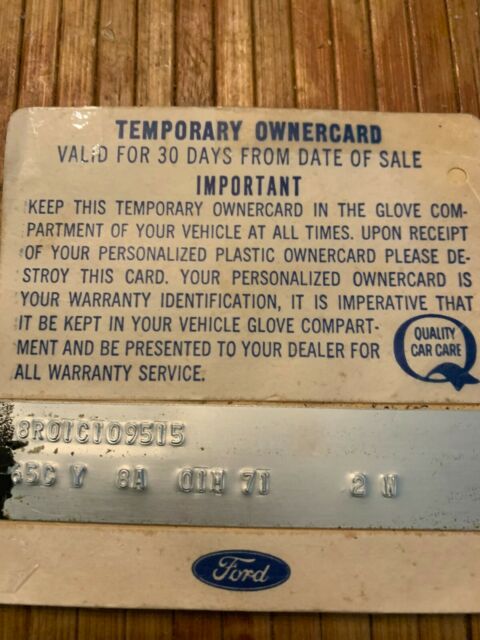 TEMPORARY OWNERCARD
VALID FOR 30 DAYS FROM DATE OF SALE
IMPORTANT
KEEP THIS TEMPORARY OWNERCARD IN THE GLOVE COM-
PARTMENT OF YOUR VEHICLE AT ALL TIMES. UPON RECEIPT
OF YOUR PERSONALIZED PLASTIC OWNERCARD PLEASE DE-
STROY THIS CARD. YOUR PERSONALIZED OWNERCARD IS
YOUR WARRANTY IDENTIFICATION, IT IS IMPERATIVE THAT
IT BE KEPT IN YOUR VEHICLE GLOVE COMPART-
MENT AND BE PRESENTED TO YOUR DEALER FOR
ALL WARRANTY SERVICE.
QUALITY
CAR CARE
8R01C109515
65C Y 8A 01H 71 2 W
Ford